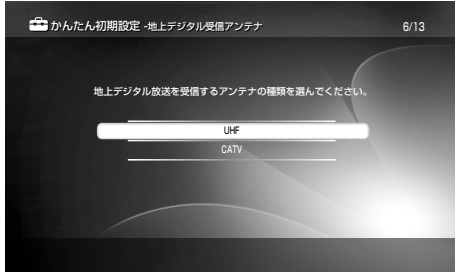 かんたん初期設定 -地上デジタル受信アンテナ 6/13
地上デジタル放送を受信するアンテナの種類を選んでください。
UHF
CATV